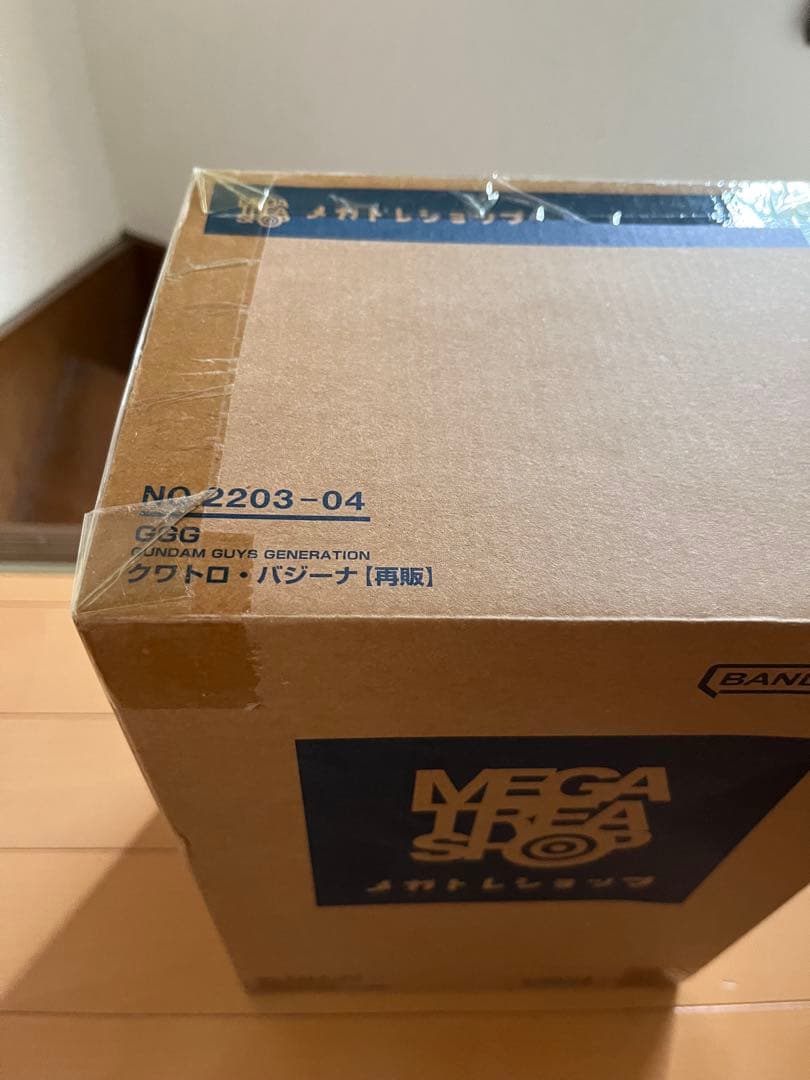 メガトレショップ
NO.2203-04
GGG
GUNDAM GUYS GENERATION
クワトロ・バジーナ【再販】
MEGA
TREA
SHOP
メガトレショップ